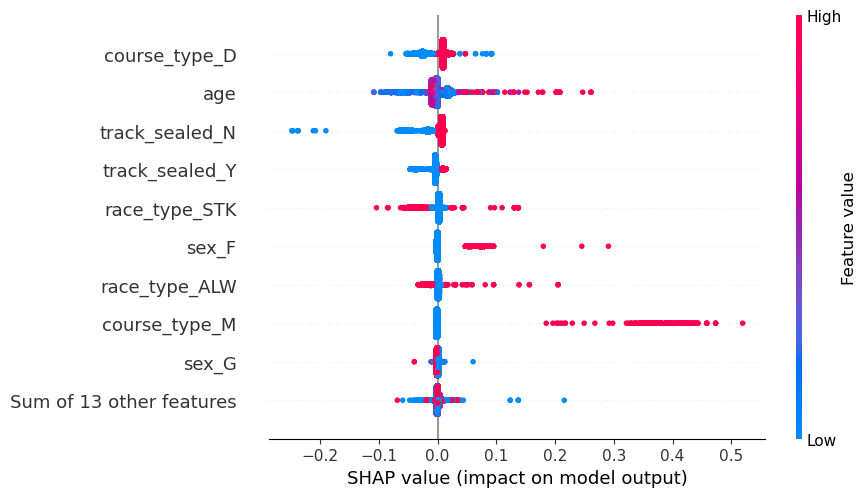 High
course_type_D
age
track_sealed_N
track_sealed_Y
race_type_STK
sex_F
race_type_ALW
course_type_M
sex_G
Sum of 13 other features
Feature value
Low
−0.2 −0.1 0.0 0.1 0.2 0.3 0.4 0.5
SHAP value (impact on model output)